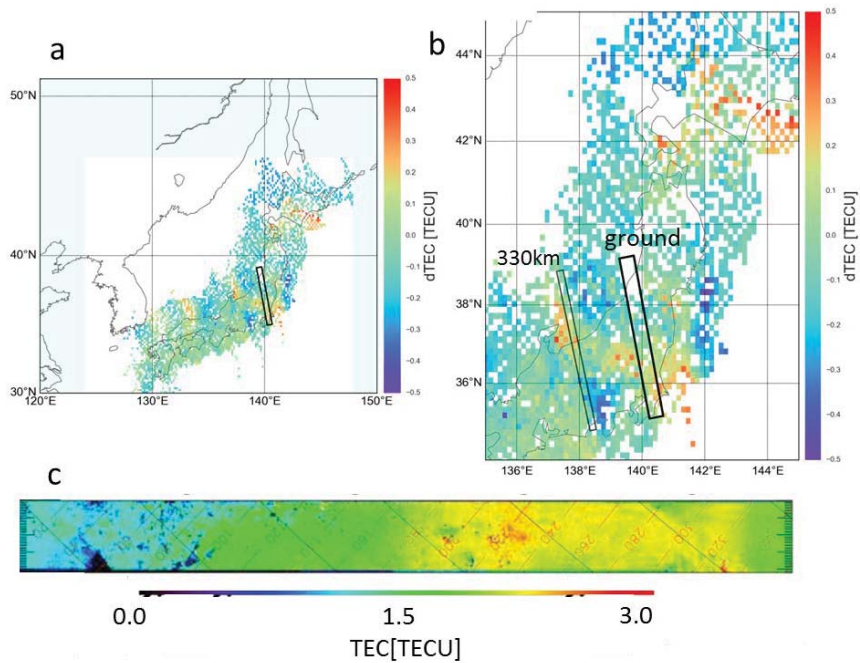 a
50°N
40°N
30°N
120°E
130°E
140°E
150°E
0.5
0.4
0.3
0.2
0.1
0.0
−0.1
−0.2
−0.3
−0.4
−0.5
dTEC [TECU]
b
44°N
42°N
40°N
38°N
36°N
136°E
138°E
140°E
142°E
144°E
330km
ground
0.5
0.4
0.3
0.2
0.1
0.0
−0.1
−0.2
−0.3
−0.4
−0.5
dTEC [TECU]
c
0.0
1.5
3.0
TEC[TECU]